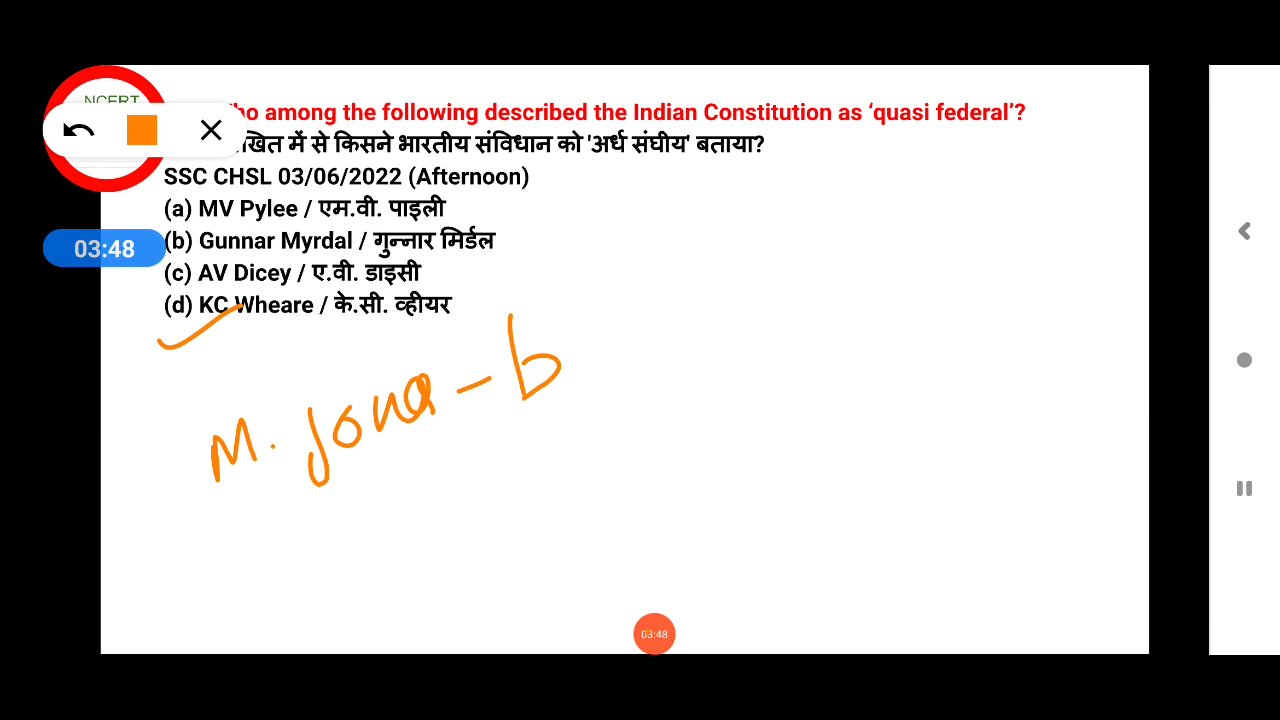 NCERT
ho among the following described the Indian Constitution as ‘quasi federal’?
खित में से किसने भारतीय संविधान को 'अर्ध संघीय' बताया?
SSC CHSL 03/06/2022 (Afternoon)
(a) MV Pylee / एम.वी. पाइली
03:48
(b) Gunnar Myrdal / गुन्नार मिर्डल
(c) AV Dicey / ए.वी. डाइसी
(d) KC Wheare / के.सी. व्हीयर
M. - b
03:48